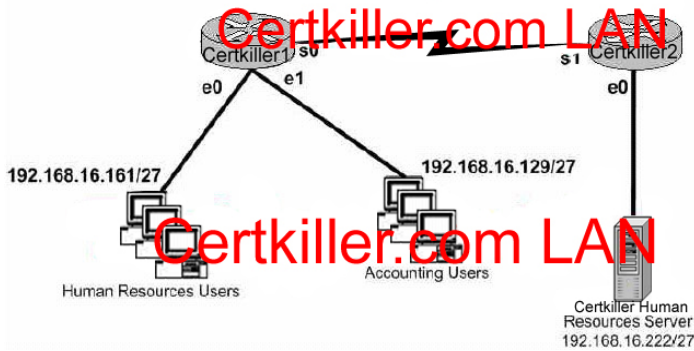 Certkiller.com LAN
Certkiller1
s0
s1
Certkiller2
e0
e1
e0
192.168.16.161/27
192.168.16.129/27
Certkiller.com LAN
Human Resources Users
Accounting Users
Certkiller Human
Resources Server
192.168.16.222/27